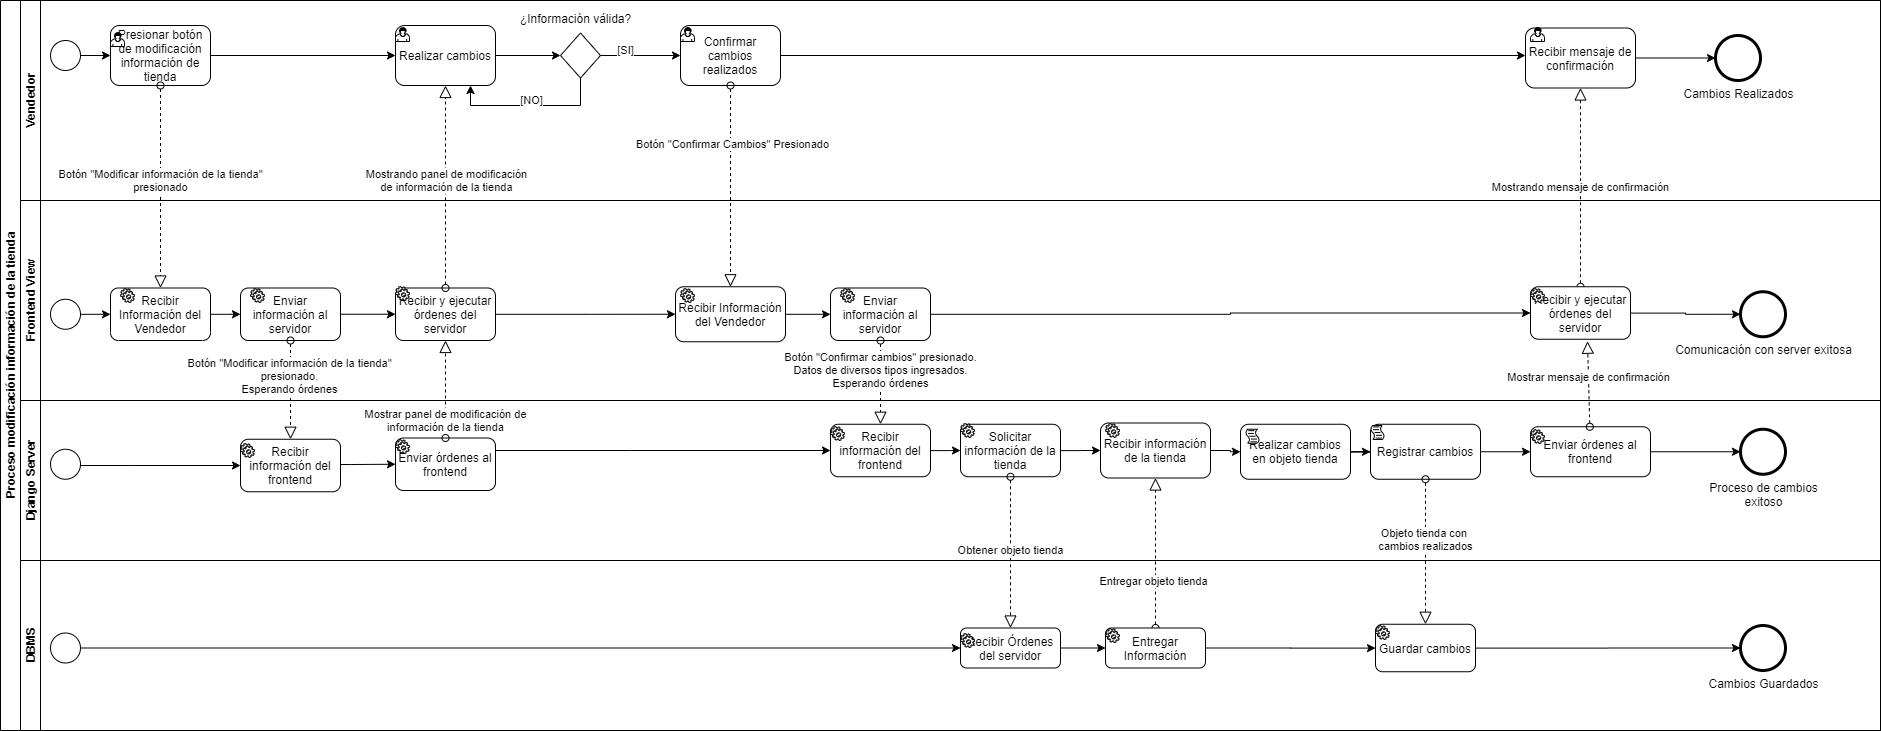 Proceso modificación información de la tienda
Vendedor
Presionar botón
de modificación
información de
tienda
Realizar cambios
¿Información válida?
[SI]
[NO]
Confirmar
cambios
realizados
Recibir mensaje de
confirmación
Cambios Realizados
Botón "Modificar información de la tienda"
presionado
Mostrando panel de modificación
de información de la tienda
Botón "Confirmar Cambios" Presionado
Mostrando mensaje de confirmación
Frontend View
Recibir
Información del
Vendedor
Enviar
información al
servidor
Recibir y ejecutar
órdenes del
servidor
Recibir Información
del Vendedor
Enviar
información al
servidor
Recibir y ejecutar
órdenes del
servidor
Comunicación con server exitosa
Botón "Modificar información de la tienda"
presionado.
Esperando órdenes
Mostrar panel de modificación de
información de la tienda
Botón "Confirmar cambios" presionado.
Datos de diversos tipos ingresados.
Esperando órdenes
Mostrar mensaje de confirmación
Django Server
Recibir
información del
frontend
Enviar órdenes al
frontend
Recibir
información del
frontend
Solicitar
información de la
tienda
Recibir información
de la tienda
Realizar cambios
en objeto tienda
Registrar cambios
Enviar órdenes al
frontend
Proceso de cambios
exitoso
Obtener objeto tienda
Entregar objeto tienda
Objeto tienda con
cambios realizados
DBMS
Recibir Órdenes
del servidor
Entregar
Información
Guardar cambios
Cambios Guardados